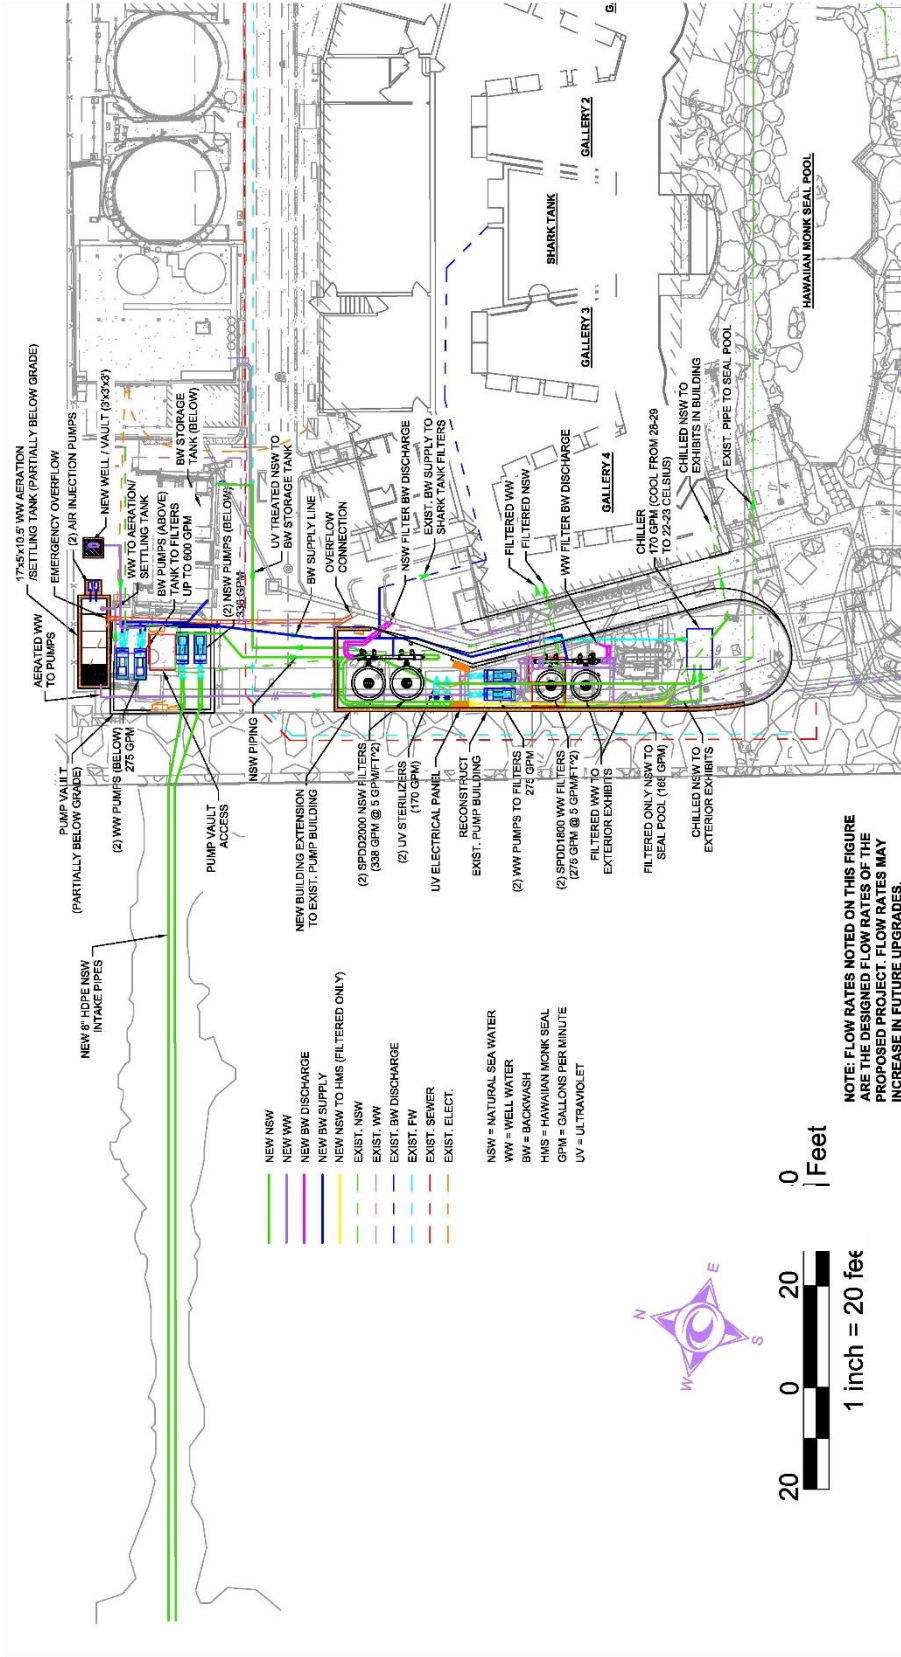 17'x5'x10.5' WW AERATION
/SETTLING TANK (PARTIALLY BELOW GRADE)
EMERGENCY OVERFLOW
(2) AIR INJECTION PUMPS
NEW WELL / VAULT (3'x3'x3')
WW TO AERATION/
SETTLING TANK
BW PUMPS (ABOVE)
TANK TO FILTERS
UP TO 600 GPM
BW STORAGE
TANK (BELOW)
(2) NSW PUMPS (BELOW)
338 GPM
UV TREATED NSW TO
BW STORAGE TANK
BW SUPPLY LINE
OVERFLOW
CONNECTION
NSW FILTER BW DISCHARGE
EXIST. BW SUPPLY TO
SHARK TANK FILTERS
FILTERED WW
FILTERED NSW
WW FILTER BW DISCHARGE
CHILLER
170 GPM (COOL FROM 28-29
TO 22-23 CELSIUS)
CHILLED NSW TO
EXHIBITS IN BUILDING
EXIST. PIPE TO SEAL POOL
GALLERY 2
SHARK TANK
GALLERY 3
GALLERY 4
HAWAIIAN MONK SEAL POOL
AERATED WW
TO PUMPS
PUMP VAULT
(PARTIALLY BELOW GRADE)
(2) WW PUMPS (BELOW)
275 GPM
PUMP VAULT
ACCESS
NSW PIPING
NEW BUILDING EXTENSION
TO EXIST. PUMP BUILDING
(2) SPDD2000 NSW FILTERS
(338 GPM @ 5 GPM/FT^2)
(2) UV STERILIZERS
(170 GPM)
UV ELECTRICAL PANEL
RECONSTRUCT
EXIST. PUMP BUILDING
(2) WW PUMPS TO FILTERS
275 GPM
(2) SPDD1800 WW FILTERS
(275 GPM @ 5 GPM/FT^2)
FILTERED WW TO
EXTERIOR EXHIBITS
FILTERED ONLY NSW TO
SEAL POOL (168 GPM)
CHILLED NSW TO
EXTERIOR EXHIBITS
NEW 8" HDPE NSW
INTAKE PIPES
NEW NSW
NEW WW
NEW BW DISCHARGE
NEW BW SUPPLY
NEW NSW TO HMS (FILTERED ONLY)
EXIST. NSW
EXIST. WW
EXIST. BW DISCHARGE
EXIST. FW
EXIST. SEWER
EXIST. ELECT.
NSW = NATURAL SEA WATER
WW = WELL WATER
BW = BACKWASH
HMS = HAWAIIAN MONK SEAL
GPM = GALLONS PER MINUTE
UV = ULTRAVIOLET
NOTE: FLOW RATES NOTED ON THIS FIGURE
ARE THE DESIGNED FLOW RATES OF THE
PROPOSED PROJECT. FLOW RATES MAY
INCREASE IN FUTURE UPGRADES.
N
E
S
W
20 0 20
Feet
1 inch = 20 fee